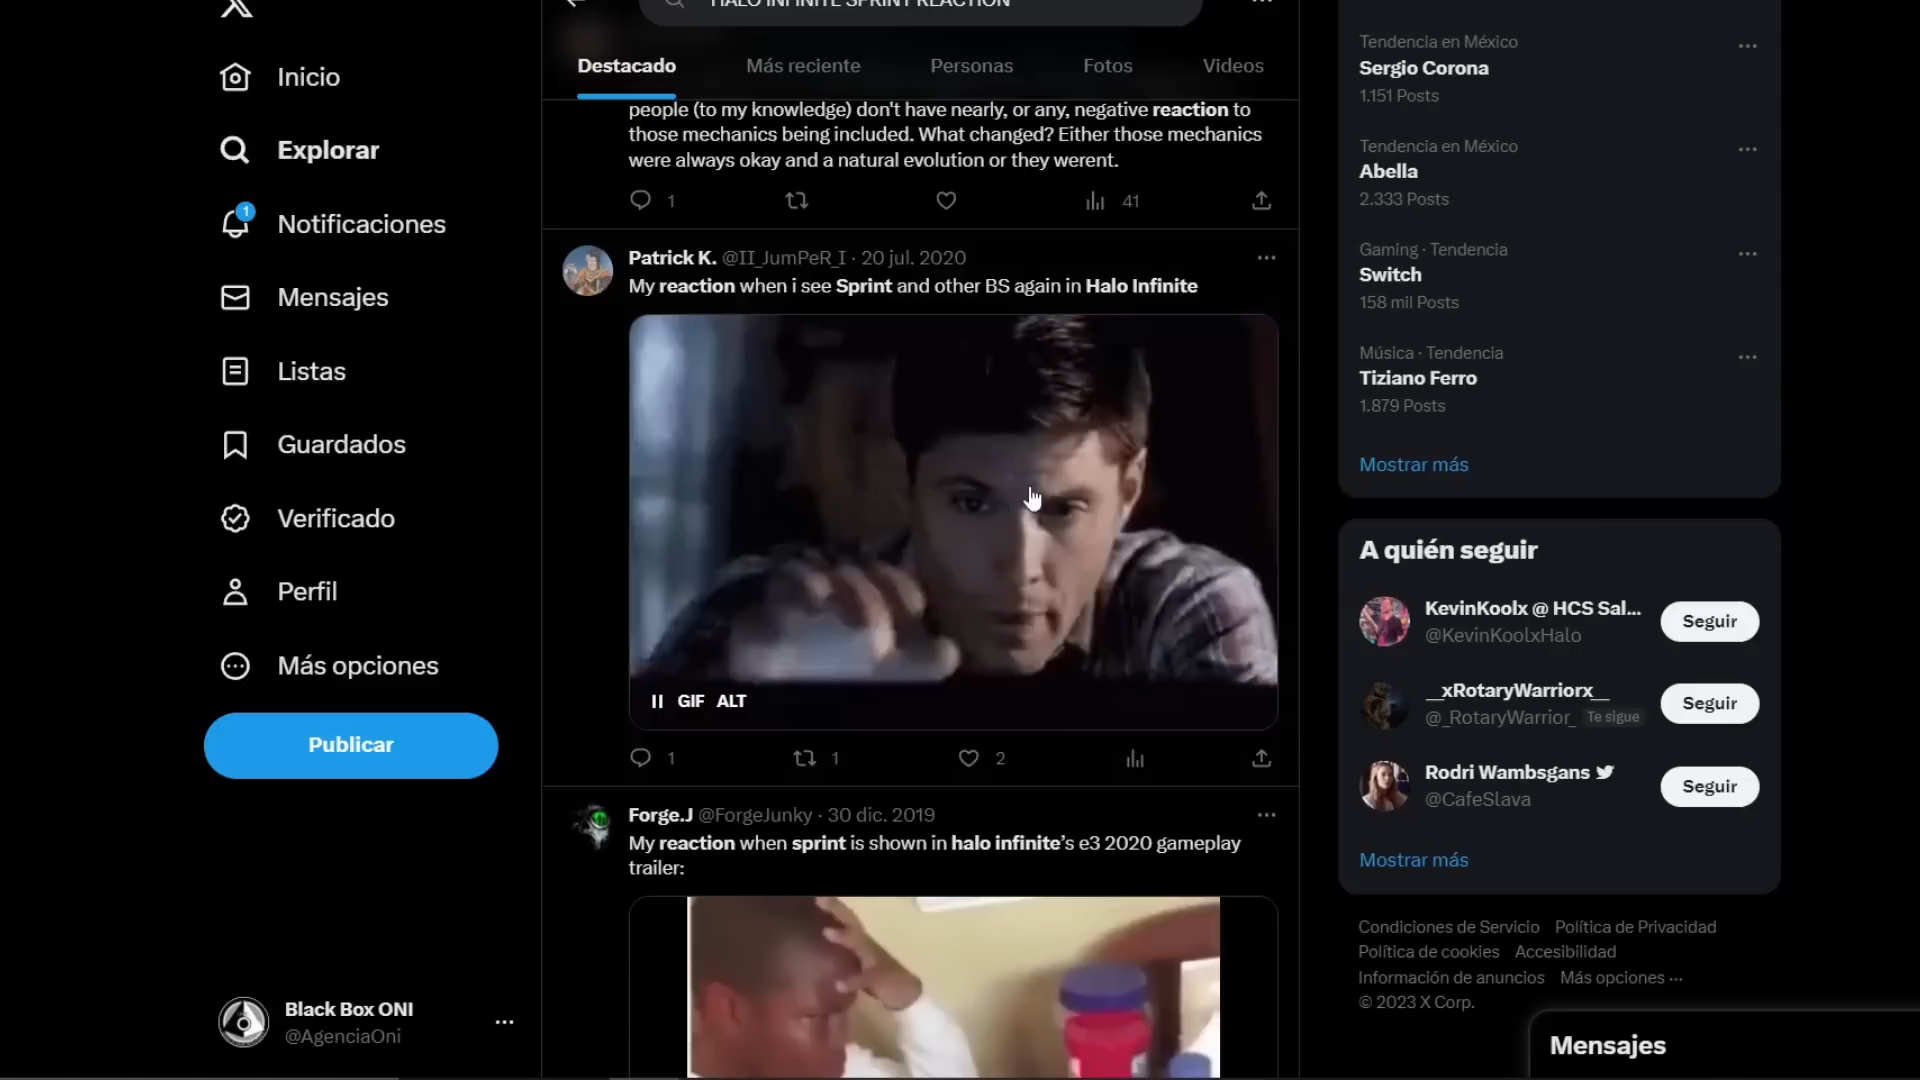 HALO INFINITE SPRINT REACTION
Inicio
Explorar
1
Notificaciones
Mensajes
Listas
Guardados
Verificado
Perfil
Más opciones
Publicar
Black Box ONI
@AgenciaOni
Destacado
Más reciente
Personas
Fotos
Videos
people (to my knowledge) don't have nearly, or any, negative reaction to
those mechanics being included. What changed? Either those mechanics
were always okay and a natural evolution or they werent.
1
41
Patrick K. @II_JumPeR_I · 20 jul. 2020
My reaction when i see Sprint and other BS again in Halo Infinite
GIF ALT
1
1
2
Forge.J @ForgeJunky · 30 dic. 2019
My reaction when sprint is shown in halo infinite's e3 2020 gameplay
trailer:
Tendencia en México
Sergio Corona
1.151 Posts
Tendencia en México
Abella
2.333 Posts
Gaming · Tendencia
Switch
158 mil Posts
Música · Tendencia
Tiziano Ferro
1.879 Posts
Mostrar más
A quién seguir
KevinKoolx @ HCS Sal...
@KevinKoolxHalo
Seguir
__xRotaryWarriorx__
@_RotaryWarrior_ Te sigue
Seguir
Rodri Wambsgans
@CafeSlava
Seguir
Mostrar más
Condiciones de Servicio Política de Privacidad
Política de cookies Accesibilidad
Información de anuncios Más opciones ···
© 2023 X Corp.
Mensajes